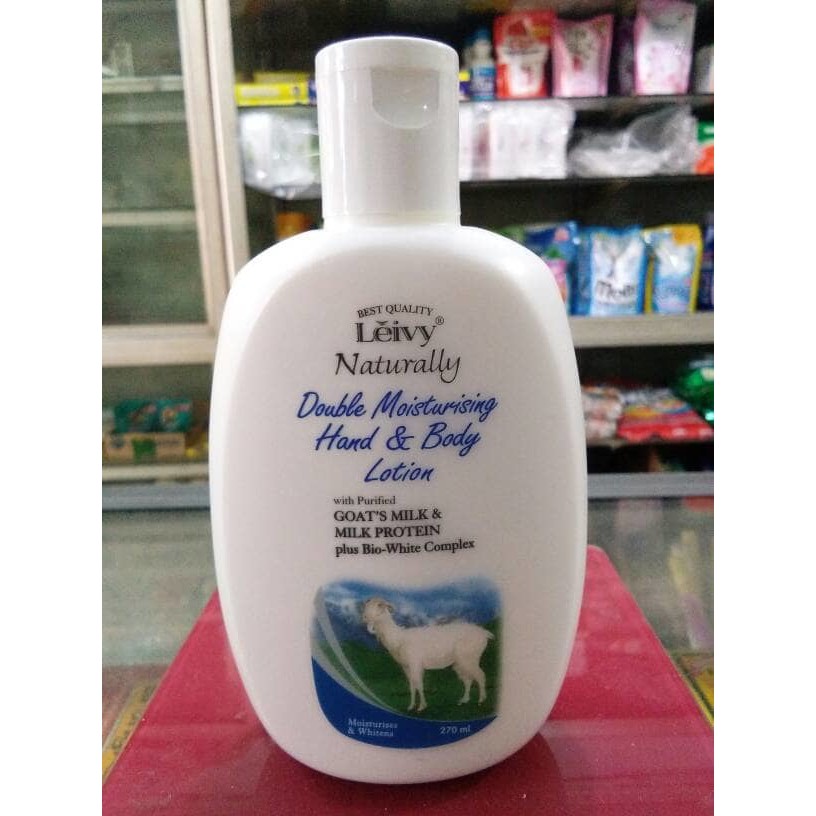 BEST QUALITY
Lěivy®
Naturally
Double Moisturising
Hand & Body
Lotion
with Purified
GOAT'S MILK &
MILK PROTEIN
plus Bio-White Complex
Moisturises
& Whitens
270 ml